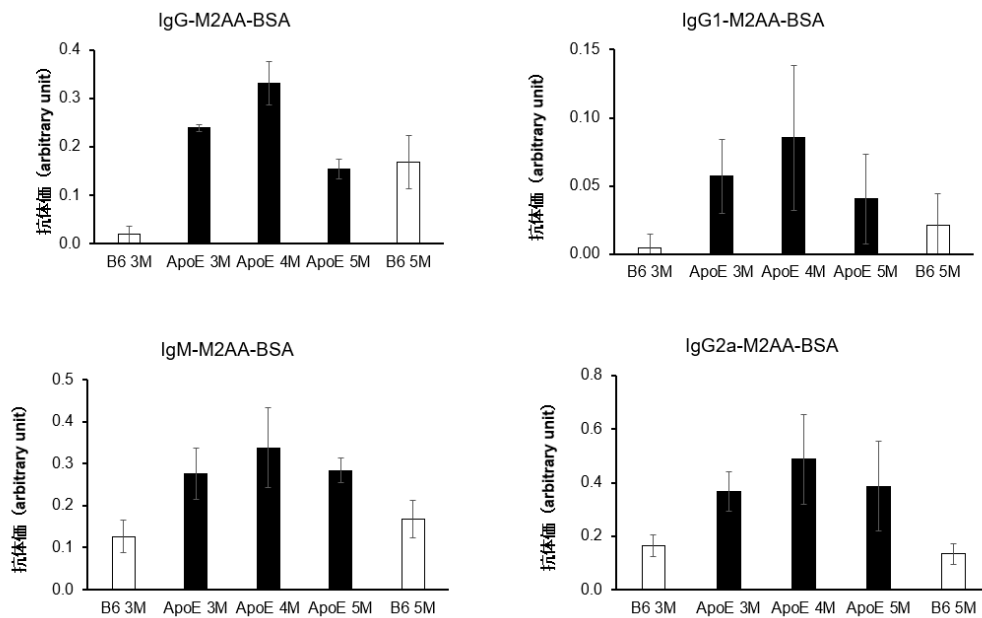 IgG-M2AA-BSA
抗体価 (arbitrary unit)
0.4
0.3
0.2
0.1
0.0
B6 3M ApoE 3M ApoE 4M ApoE 5M B6 5M
IgG1-M2AA-BSA
抗体価 (arbitrary unit)
0.15
0.10
0.05
0.00
B6 3M ApoE 3M ApoE 4M ApoE 5M B6 5M
IgM-M2AA-BSA
抗体価 (arbitrary unit)
0.5
0.4
0.3
0.2
0.1
0.0
B6 3M ApoE 3M ApoE 4M ApoE 5M B6 5M
IgG2a-M2AA-BSA
抗体価 (arbitrary unit)
0.8
0.6
0.4
0.2
0.0
B6 3M ApoE 3M ApoE 4M ApoE 5M B6 5M